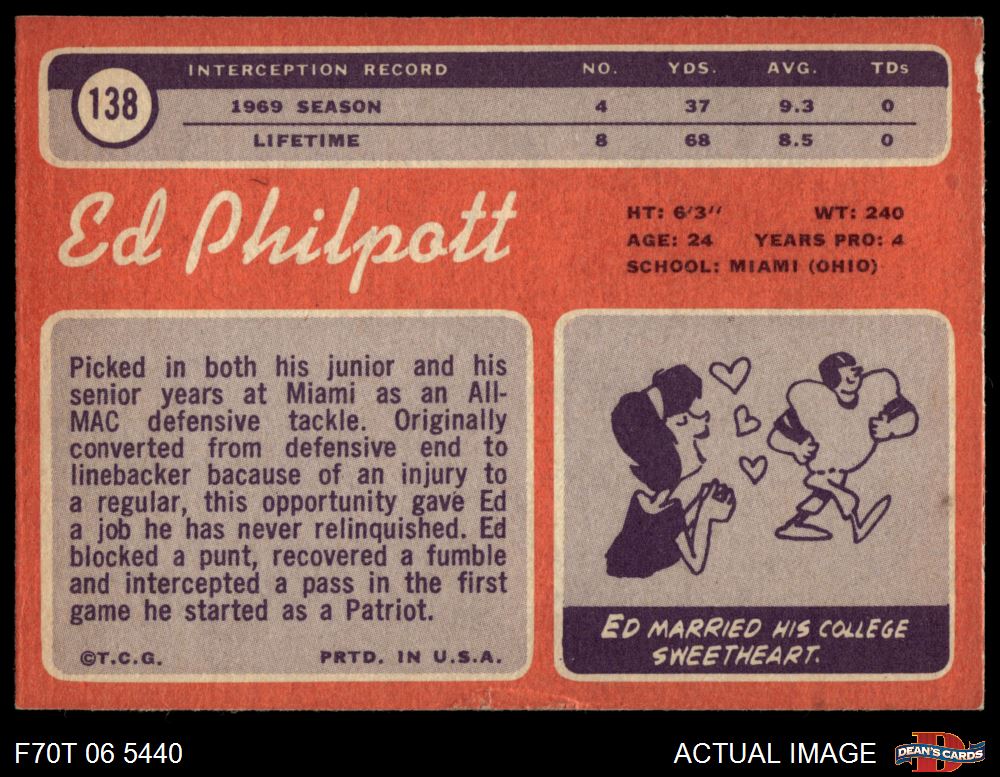 138
INTERCEPTION RECORD NO. YDS. AVG. TDs
1969 SEASON 4 37 9.3 0
LIFETIME 8 68 8.5 0
Ed Philpott
HT: 6'3" WT: 240
AGE: 24 YEARS PRO: 4
SCHOOL: MIAMI (OHIO)
Picked in both his junior and his
senior years at Miami as an All-
MAC defensive tackle. Originally
converted from defensive end to
linebacker bacause of an injury to
a regular, this opportunity gave Ed
a job he has never relinquished. Ed
blocked a punt, recovered a fumble
and intercepted a pass in the first
game he started as a Patriot.
©T.C.G. PRTD. IN U.S.A.
ED MARRIED HIS COLLEGE
SWEETHEART.
F70T 06 5440 ACTUAL IMAGE
D
DEAN'S CARDS